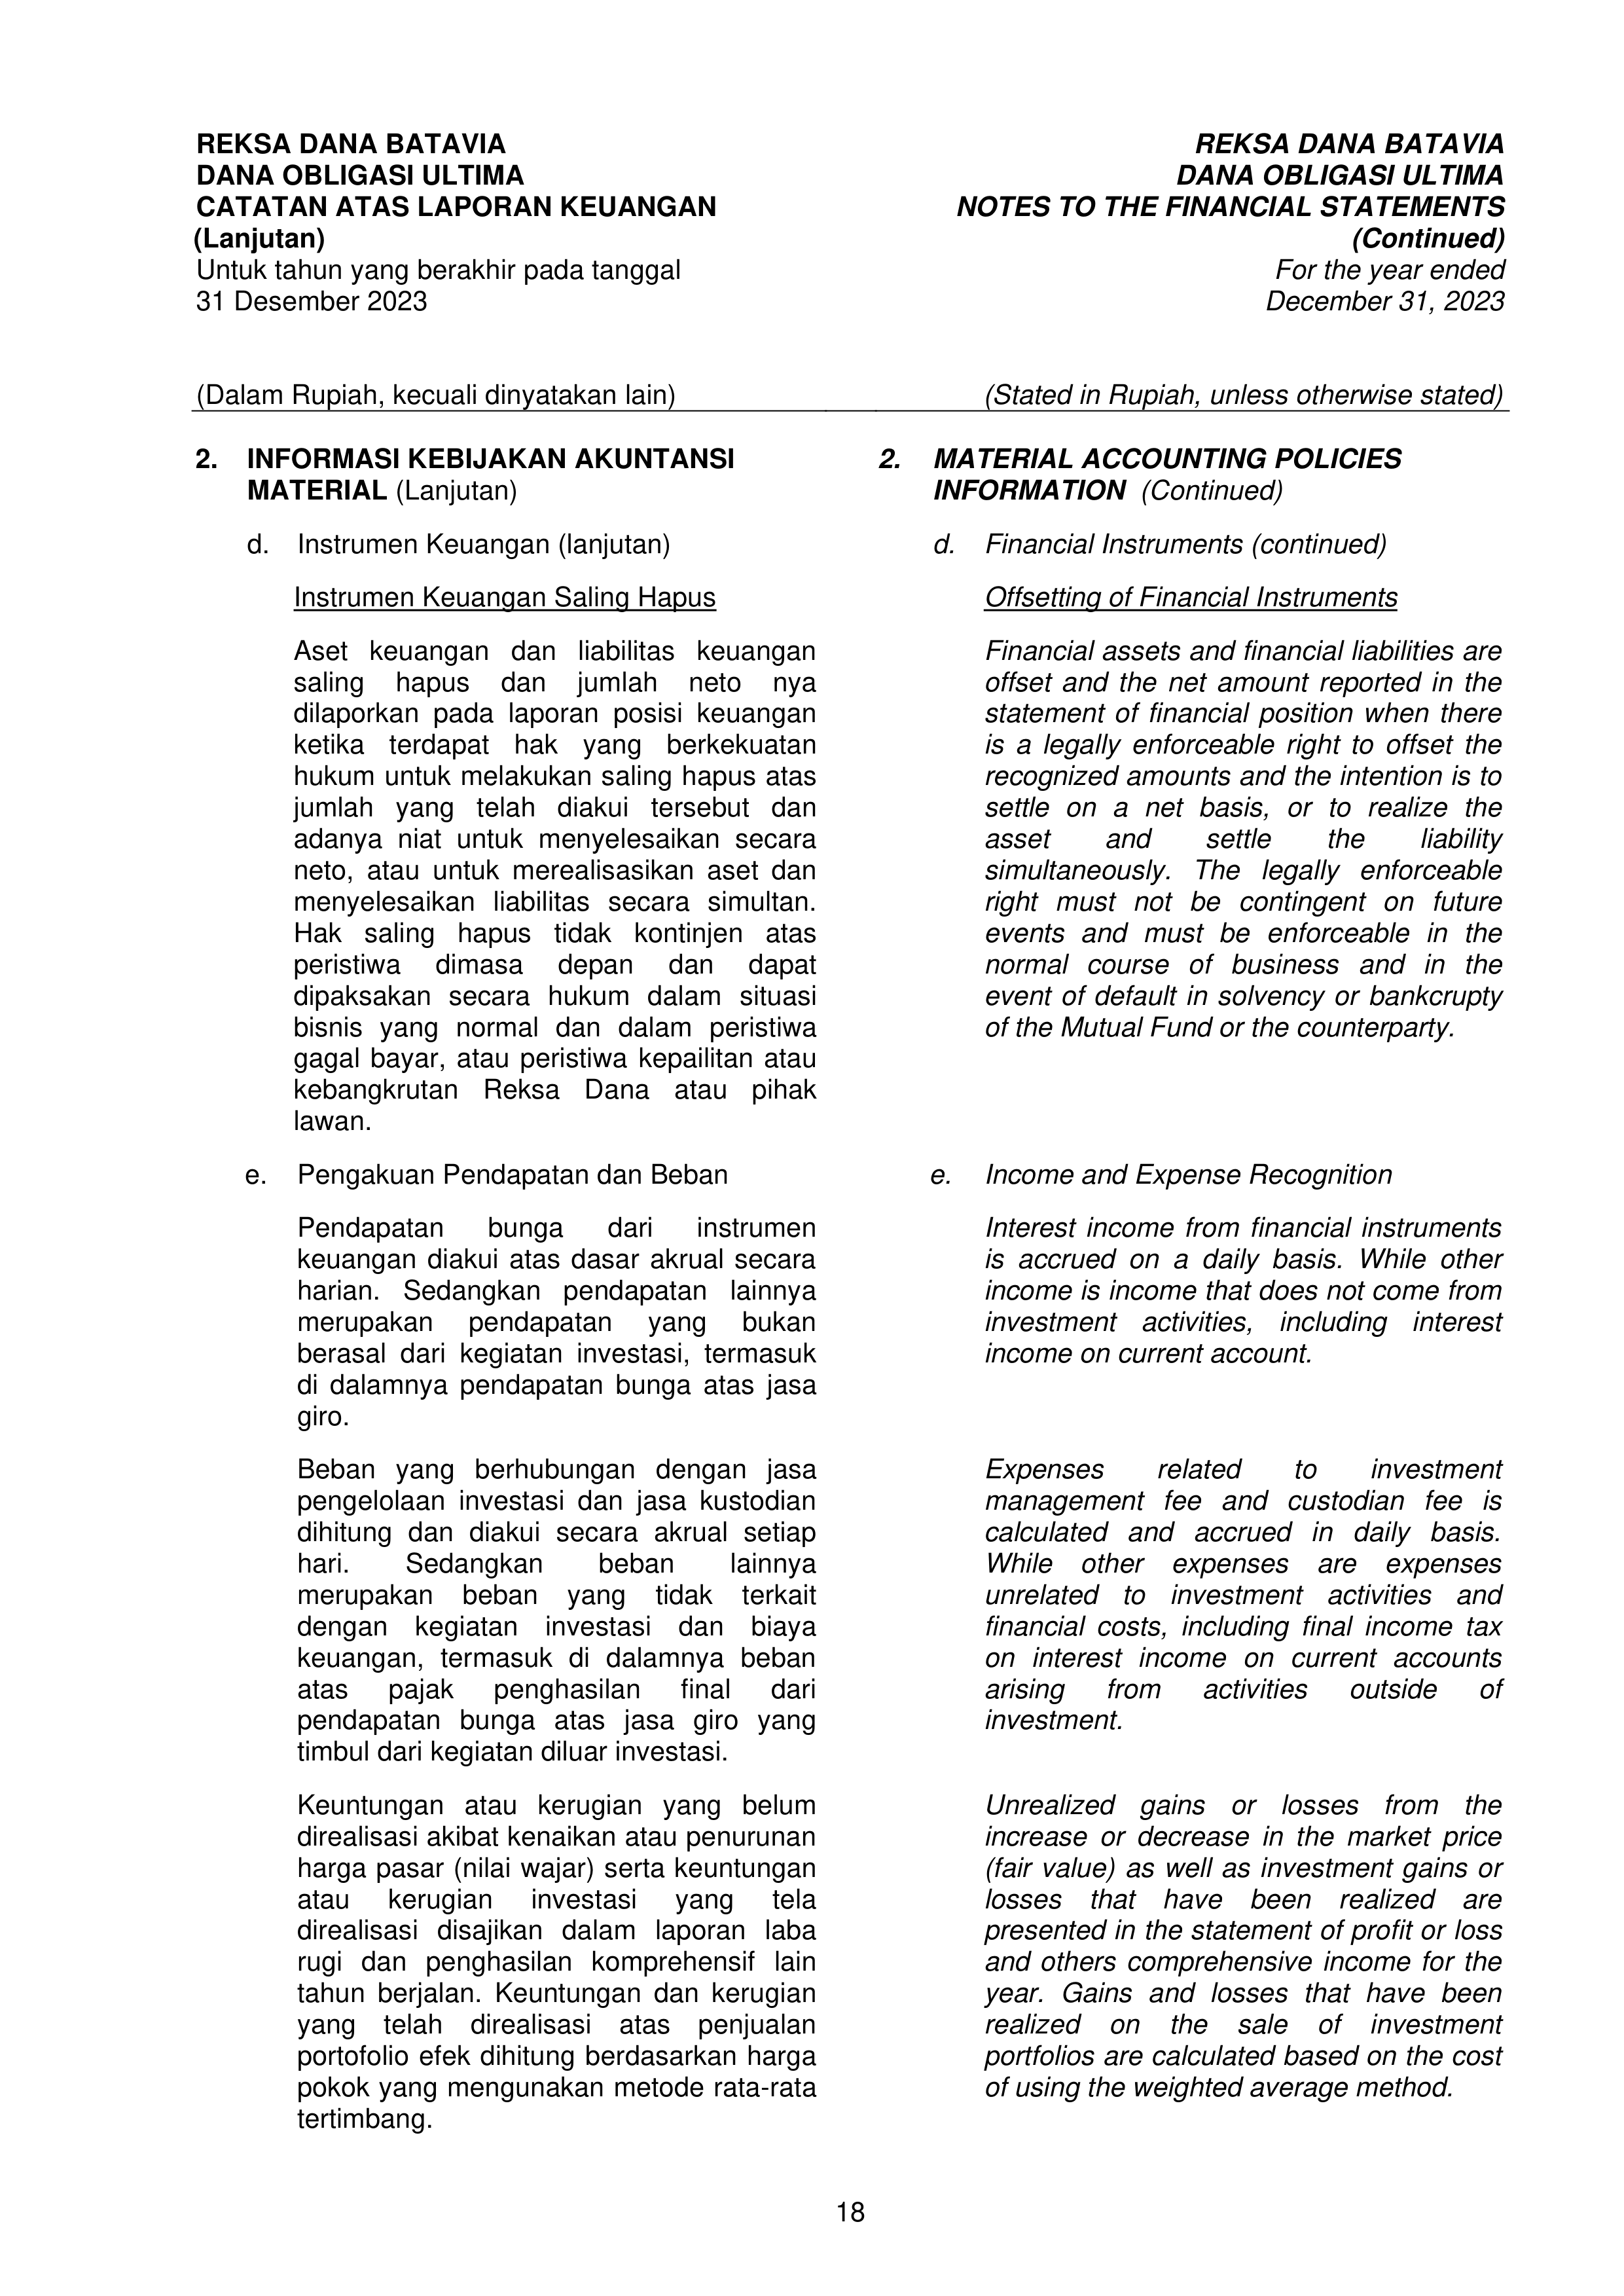 REKSA DANA BATAVIA
DANA OBLIGASI ULTIMA
CATATAN ATAS LAPORAN KEUANGAN
(Lanjutan)
Untuk tahun yang berakhir pada tanggal
31 Desember 2023
REKSA DANA BATAVIA
DANA OBLIGASI ULTIMA
NOTES TO THE FINANCIAL STATEMENTS
(Continued)
For the year ended
December 31, 2023
(Dalam Rupiah, kecuali dinyatakan lain)
(Stated in Rupiah, unless otherwise stated)
2. INFORMASI KEBIJAKAN AKUNTANSI
MATERIAL (Lanjutan)
d. Instrumen Keuangan (lanjutan)
Instrumen Keuangan Saling Hapus
Aset keuangan dan liabilitas keuangan
saling hapus dan jumlah neto nya
dilaporkan pada laporan posisi keuangan
ketika terdapat hak yang berkekuatan
hukum untuk melakukan saling hapus atas
jumlah yang telah diakui tersebut dan
adanya niat untuk menyelesaikan secara
neto, atau untuk merealisasikan aset dan
menyelesaikan liabilitas secara simultan.
Hak saling hapus tidak kontinjen atas
peristiwa dimasa depan dan dapat
dipaksakan secara hukum dalam situasi
bisnis yang normal dan dalam peristiwa
gagal bayar, atau peristiwa kepailitan atau
kebangkrutan Reksa Dana atau pihak
lawan.
e. Pengakuan Pendapatan dan Beban
Pendapatan bunga dari instrumen
keuangan diakui atas dasar akrual secara
harian. Sedangkan pendapatan lainnya
merupakan pendapatan yang bukan
berasal dari kegiatan investasi, termasuk
di dalamnya pendapatan bunga atas jasa
giro.
Beban yang berhubungan dengan jasa
pengelolaan investasi dan jasa kustodian
dihitung dan diakui secara akrual setiap
hari. Sedangkan beban lainnya
merupakan beban yang tidak terkait
dengan kegiatan investasi dan biaya
keuangan, termasuk di dalamnya beban
atas pajak penghasilan final dari
pendapatan bunga atas jasa giro yang
timbul dari kegiatan diluar investasi.
Keuntungan atau kerugian yang belum
direalisasi akibat kenaikan atau penurunan
harga pasar (nilai wajar) serta keuntungan
atau kerugian investasi yang tela
direalisasi disajikan dalam laporan laba
rugi dan penghasilan komprehensif lain
tahun berjalan. Keuntungan dan kerugian
yang telah direalisasi atas penjualan
portofolio efek dihitung berdasarkan harga
pokok yang mengunakan metode rata-rata
tertimbang.
2. MATERIAL ACCOUNTING POLICIES
INFORMATION (Continued)
d. Financial Instruments (continued)
Offsetting of Financial Instruments
Financial assets and financial liabilities are
offset and the net amount reported in the
statement of financial position when there
is a legally enforceable right to offset the
recognized amounts and the intention is to
settle on a net basis, or to realize the
asset and settle the liability
simultaneously. The legally enforceable
right must not be contingent on future
events and must be enforceable in the
normal course of business and in the
event of default in solvency or bankcrupty
of the Mutual Fund or the counterparty.
e. Income and Expense Recognition
Interest income from financial instruments
is accrued on a daily basis. While other
income is income that does not come from
investment activities, including interest
income on current account.
Expenses related to investment
management fee and custodian fee is
calculated and accrued in daily basis.
While other expenses are expenses
unrelated to investment activities and
financial costs, including final income tax
on interest income on current accounts
arising from activities outside of
investment.
Unrealized gains or losses from the
increase or decrease in the market price
(fair value) as well as investment gains or
losses that have been realized are
presented in the statement of profit or loss
and others comprehensive income for the
year. Gains and losses that have been
realized on the sale of investment
portfolios are calculated based on the cost
of using the weighted average method.
18